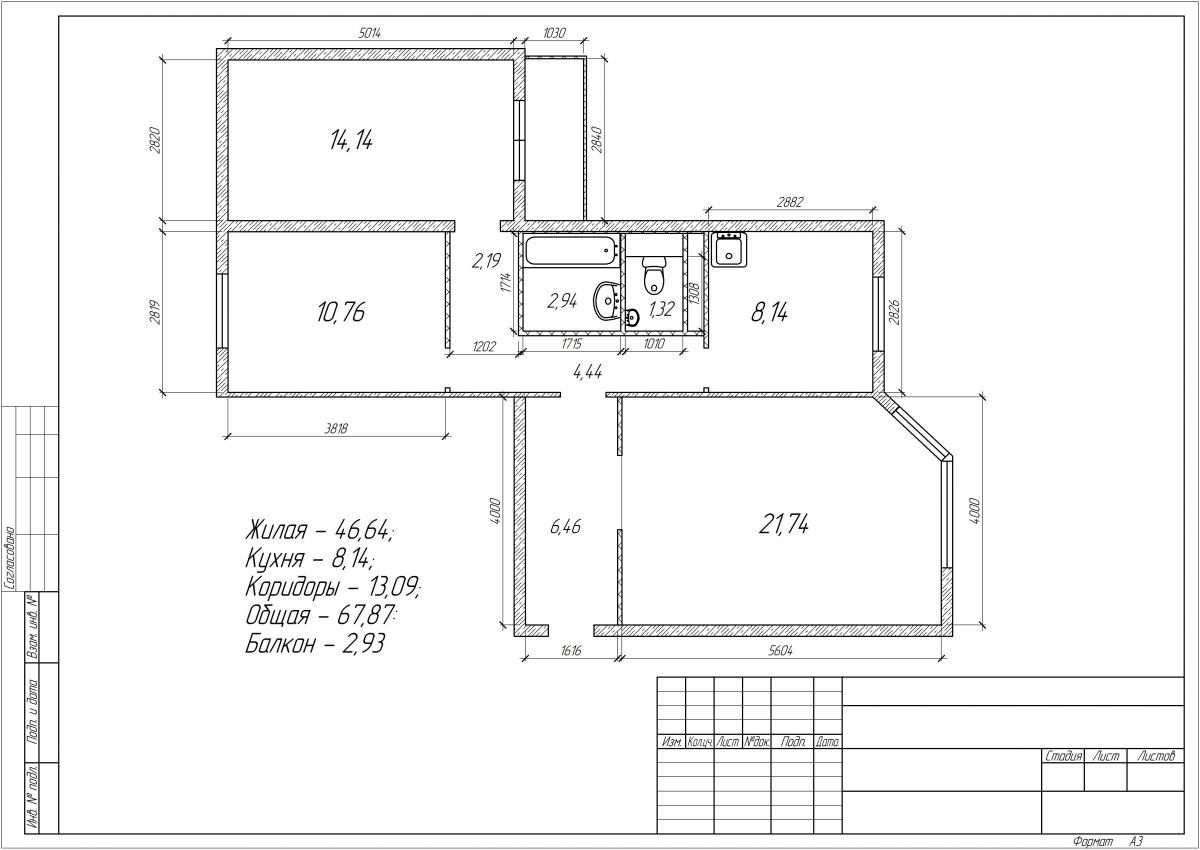 5014
1030
2820
14,14
2840
2882
2819
10,76
2,19
1714
2,94
1,32
1308
8,14
2826
1202
1715
1010
4,44
3818
4000
6,46
21,74
4000
Жилая – 46,64;
Кухня – 8,14;
Коридоры – 13,09;
Общая – 67,87:
Балкон – 2,93
1616
5604
Согласовано
Взам. инв. №
Подп. и дата
Инв. № подл.
Изм. Кол.уч. Лист №док. Подп. Дата
Стадия Лист Листов
Формат А3